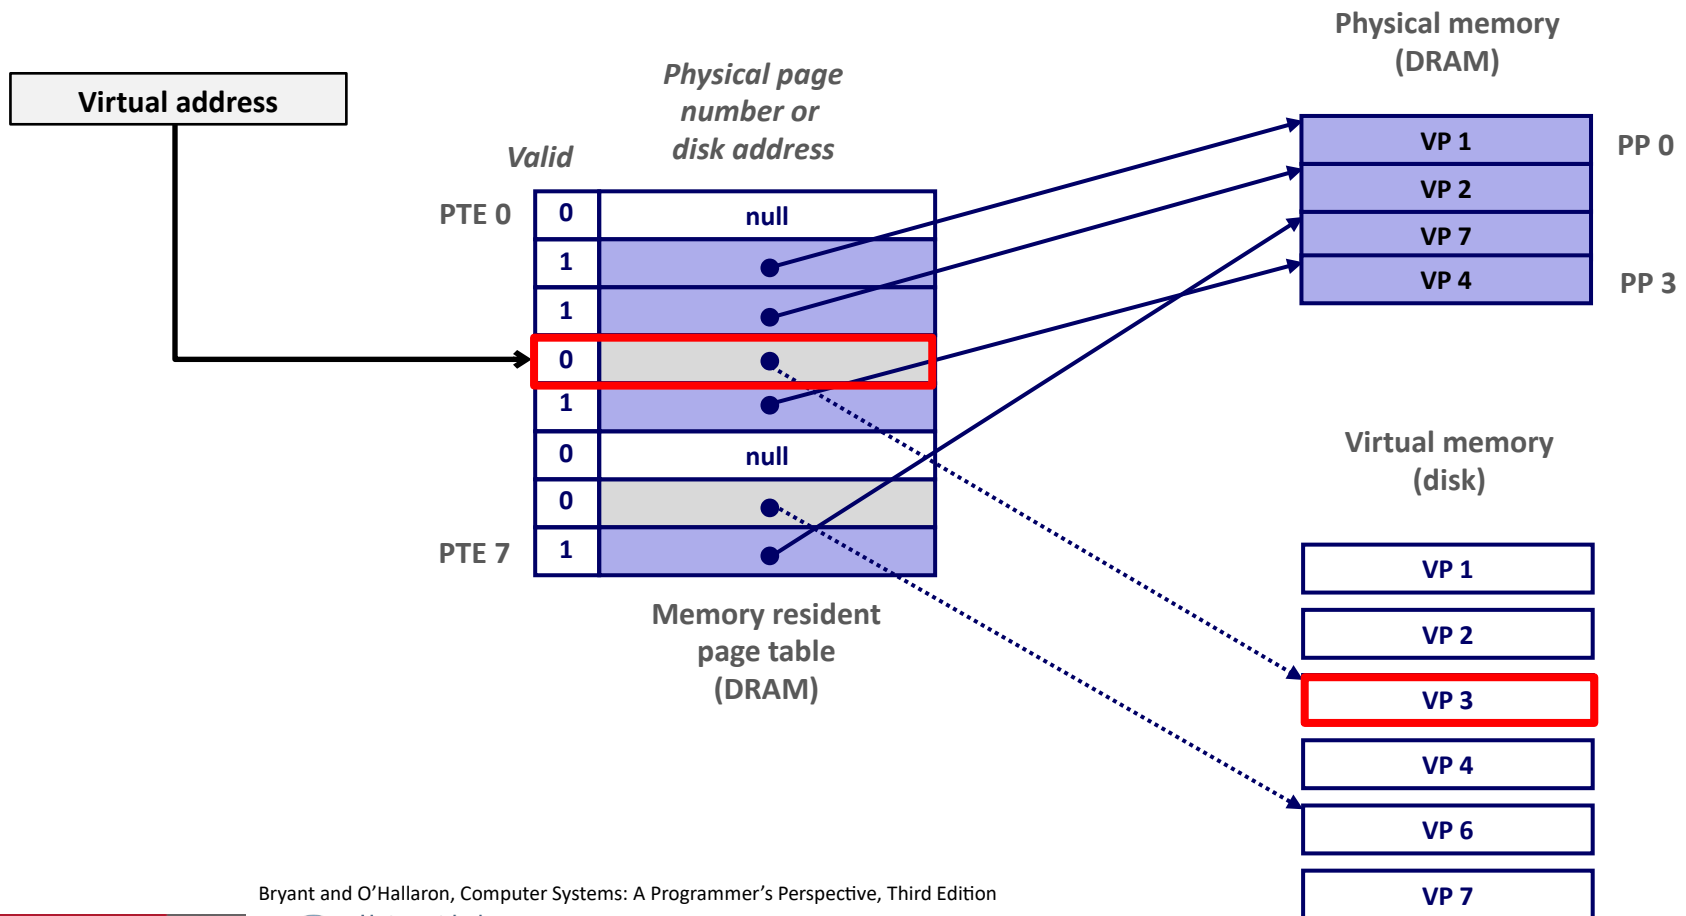 Virtual address
Physical page
number or
disk address
Valid
PTE 0
0
null
1
1
0
1
0
null
0
PTE 7
1
Memory resident
page table
(DRAM)
Physical memory
(DRAM)
VP 1
PP 0
VP 2
VP 7
VP 4
PP 3
Virtual memory
(disk)
VP 1
VP 2
VP 3
VP 4
VP 6
VP 7
Bryant and O'Hallaron, Computer Systems: A Programmer's Perspective, Third Edition